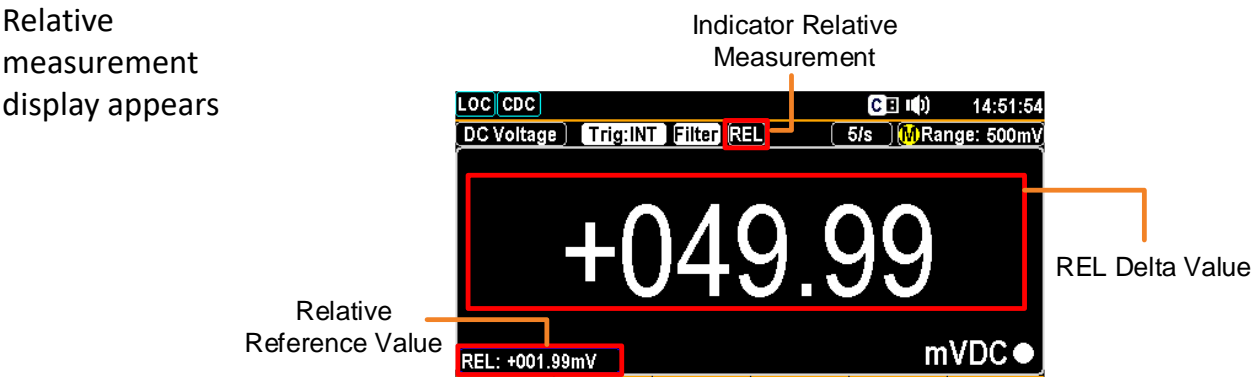 Relative
measurement
display appears
Indicator Relative
Measurement
LOC CDC C 14:51:54
DC Voltage Trig:INT Filter REL 5/s M Range: 500mV
+049.99
REL Delta Value
Relative
Reference Value
REL: +001.99mV mVDC